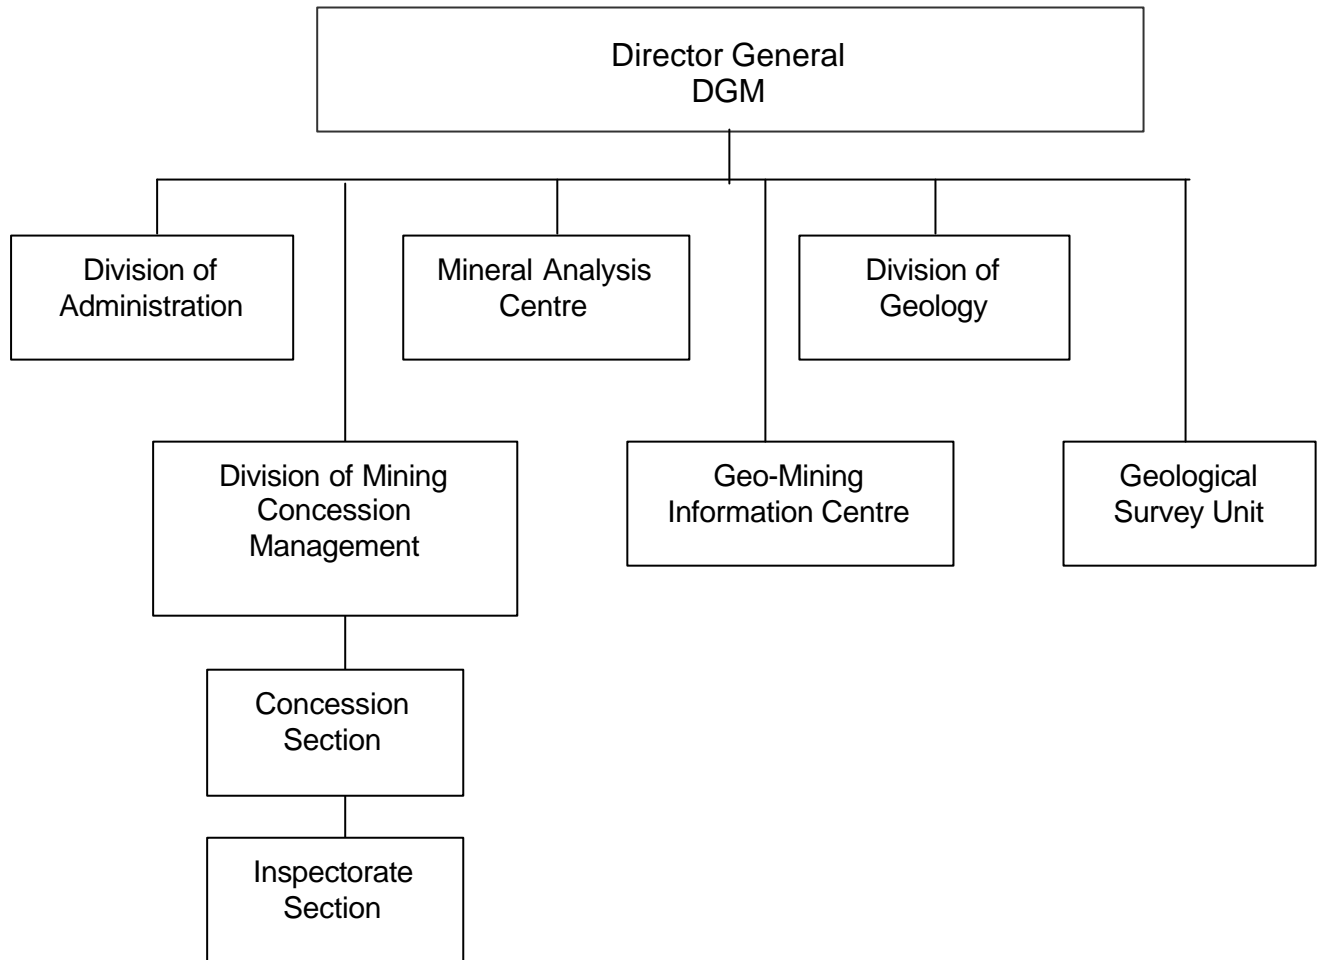 Director General
DGM
Division of
Administration
Mineral Analysis
Centre
Division of
Geology
Division of Mining
Concession
Management
Geo-Mining
Information Centre
Geological
Survey Unit
Concession
Section
Inspectorate
Section